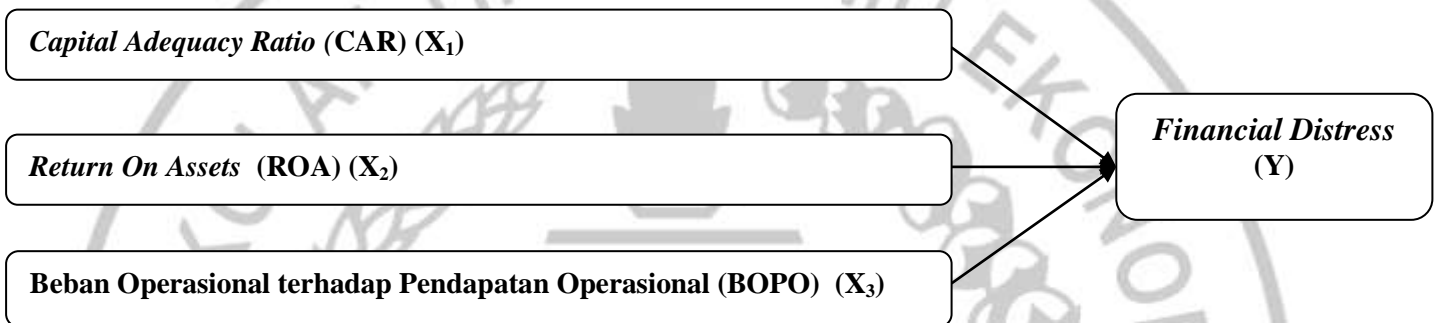 Capital Adequacy Ratio (CAR) (X₁)
Return On Assets (ROA) (X₂)
Beban Operasional terhadap Pendapatan Operasional (BOPO) (X₃)
Financial Distress
(Y)